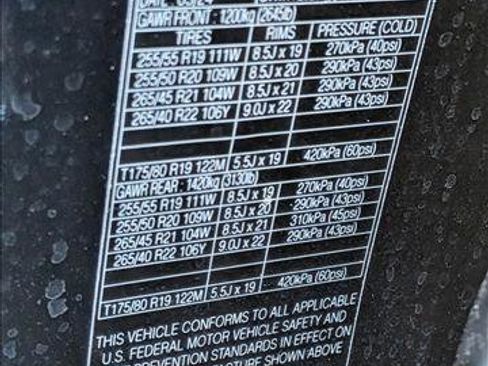 GAWR FRONT : 1200kg (2645lb)
TIRES RIMS PRESSURE (COLD)
255/55 R19 111W 8.5J x 19 270kPa (40psi)
255/50 R20 109W 8.5J x 20 290kPa (43psi)
265/45 R21 104W 8.5J x 21 290kPa (43psi)
265/40 R22 106Y 9.0J x 22 290kPa (43psi)
T175/80 R19 122M 5.5J x 19 420kPa (60psi)
GAWR REAR : 1420kg (3130lb)
255/55 R19 111W 8.5J x 19 270kPa (40psi)
255/50 R20 109W 8.5J x 20 290kPa (43psi)
265/45 R21 104W 8.5J x 21 310kPa (45psi)
265/40 R22 106Y 9.0J x 22 290kPa (43psi)
T175/80 R19 122M 5.5J x 19 420kPa (60psi)
THIS VEHICLE CONFORMS TO ALL APPLICABLE
U.S. FEDERAL MOTOR VEHICLE SAFETY AND
PREVENTION STANDARDS IN EFFECT ON
SHOWN ABOVE